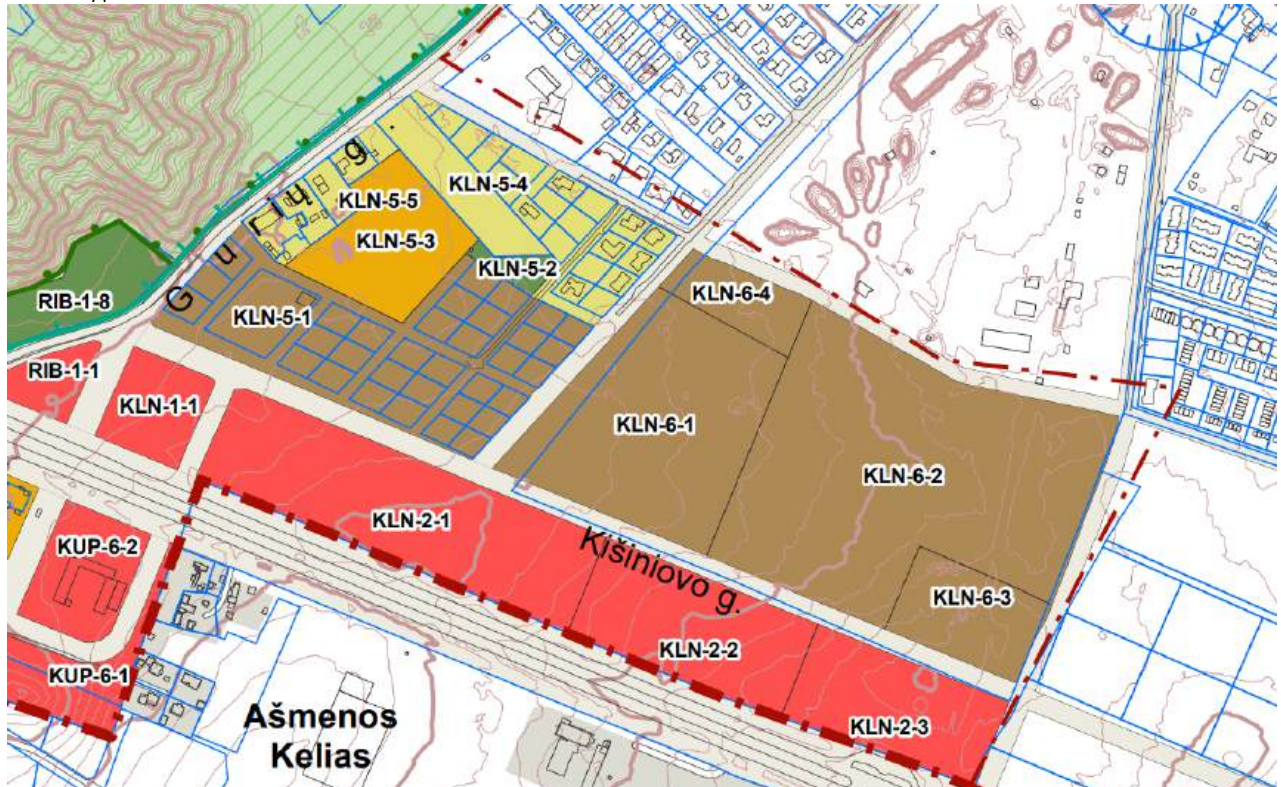 KLN-5-4
KLN-5-5
KLN-5-3
KLN-5-2
Gurių g.
RIB-1-8
KLN-5-1
KLN-6-4
RIB-1-1
KLN-1-1
KLN-6-1
KLN-6-2
KLN-2-1
Kišiniovo g.
KUP-6-2
KLN-6-3
KLN-2-2
KUP-6-1
Ašmenos
Kelias
KLN-2-3